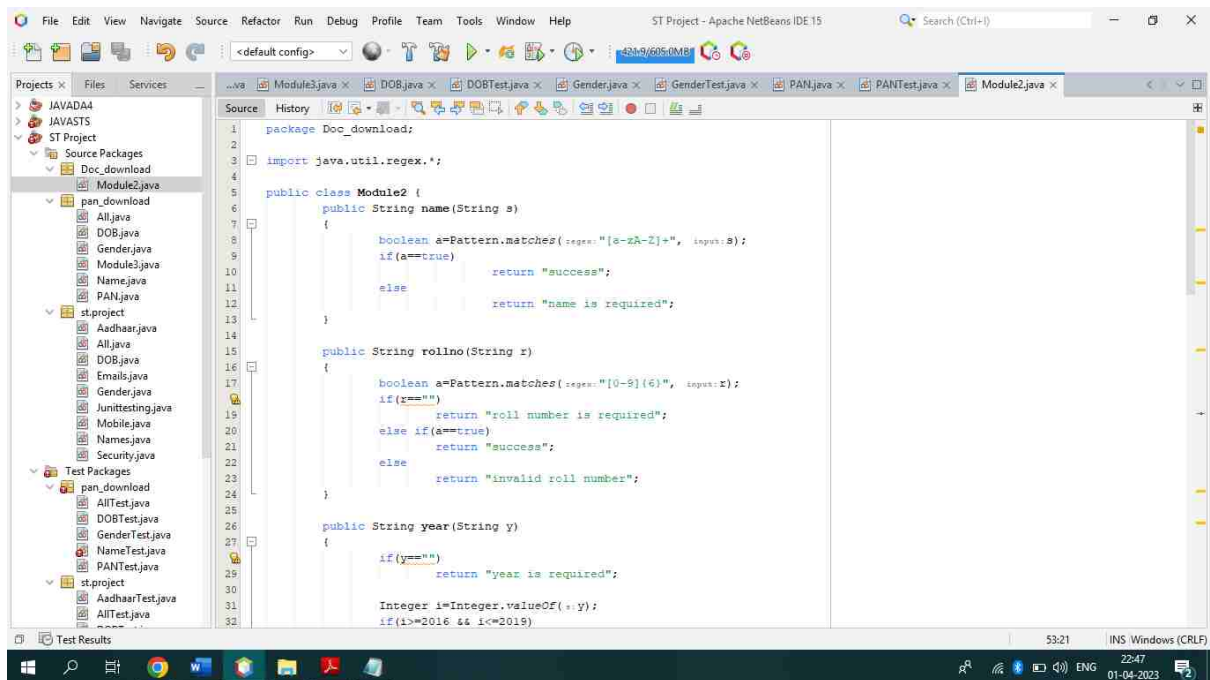 File Edit View Navigate Source Refactor Run Debug Profile Team Tools Window Help ST Project - Apache NetBeans IDE 15 Search (Ctrl+I)
<default config> 424.9/605.0MB
Projects Files Services ...va Module3.java DOB.java DOBTest.java Gender.java GenderTest.java PAN.java PANTest.java Module2.java
Source History
JAVADA4
JAVASTS
ST Project
Source Packages
Doc_download
Module2.java
pan_download
All.java
DOB.java
Gender.java
Module3.java
Name.java
PAN.java
st.project
Aadhaar.java
All.java
DOB.java
Emails.java
Gender.java
Junittesting.java
Mobile.java
Names.java
Security.java
Test Packages
pan_download
AllTest.java
DOBTest.java
GenderTest.java
NameTest.java
PANTest.java
st.project
AadhaarTest.java
AllTest.java
1 package Doc_download;
2
3 import java.util.regex.*;
4
5 public class Module2 {
6 public String name(String s)
7 {
8 boolean a=Pattern.matches( regex: "[a-zA-Z]+", input: s);
9 if(a==true)
10 return "success";
11 else
12 return "name is required";
13 }
14
15 public String rollno(String r)
16 {
17 boolean a=Pattern.matches( regex: "[0-9]{6}", input: r);
if(r=="")
19 return "roll number is required";
20 else if(a==true)
21 return "success";
22 else
23 return "invalid roll number";
24 }
25
26 public String year(String y)
27 {
if(y=="")
29 return "year is required";
30
31 Integer i=Integer.valueOf( s: y);
32 if(i>=2016 && i<=2019)
Test Results 53:21 INS Windows (CRLF)
ENG 22:47
01-04-2023 2